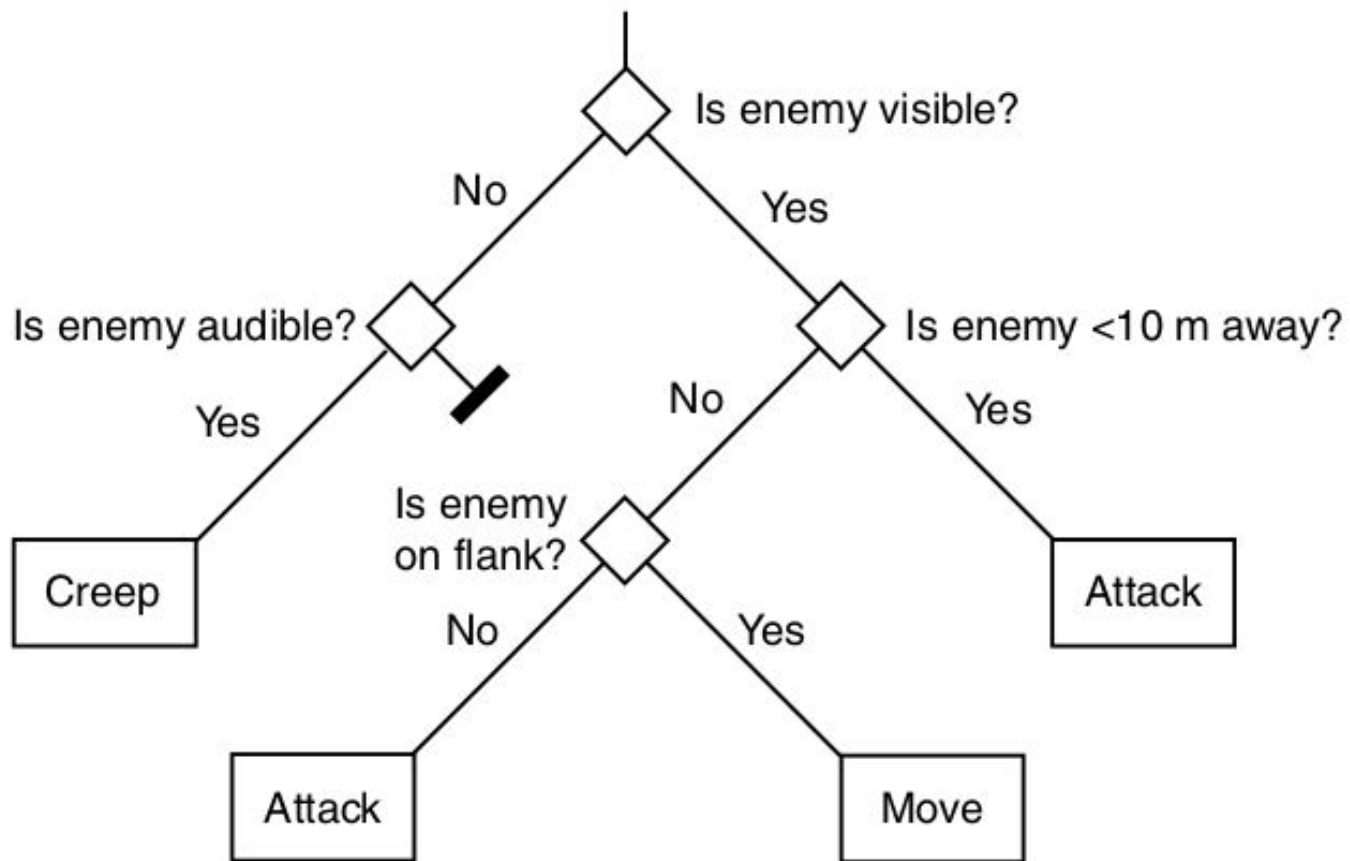 Is enemy visible?
No
Yes
Is enemy audible?
Is enemy <10 m away?
Yes
No
Yes
Is enemy
on flank?
Creep
Attack
No
Yes
Attack
Move